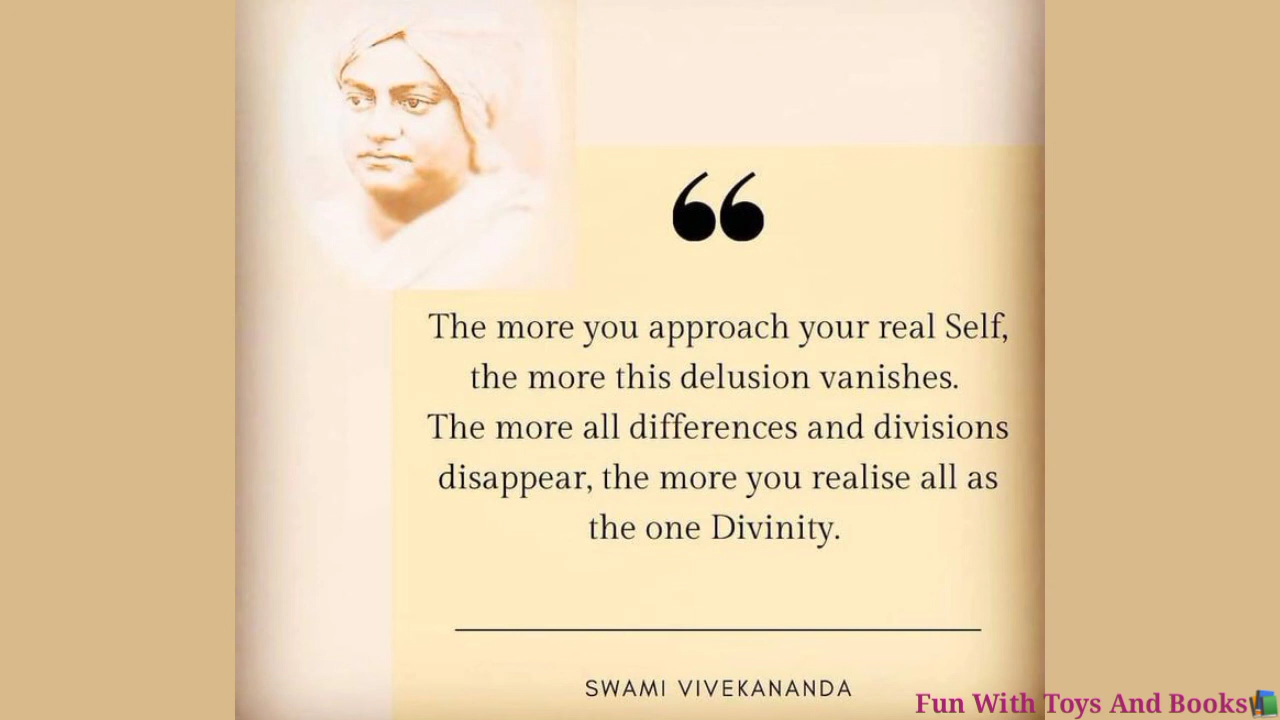 “
The more you approach your real Self,
the more this delusion vanishes.
The more all differences and divisions
disappear, the more you realise all as
the one Divinity.
SWAMI VIVEKANANDA
Fun With Toys And Books